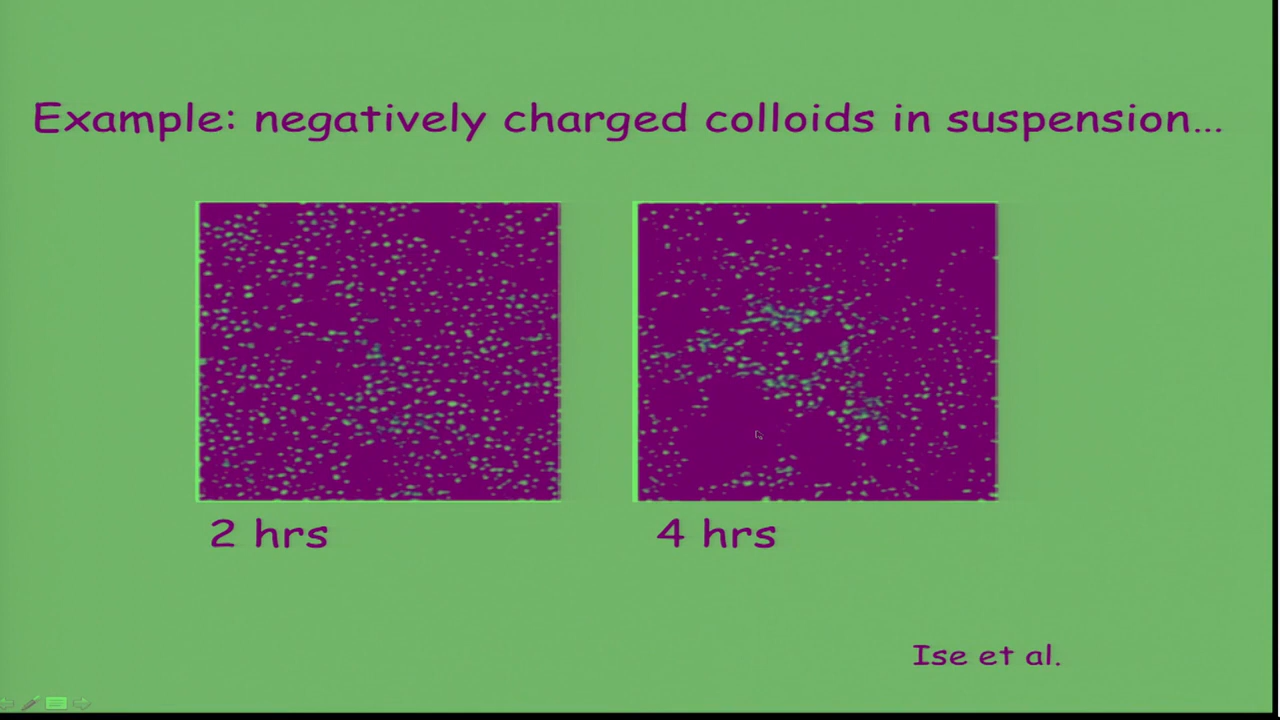 Example: negatively charged colloids in suspension...
2 hrs
4 hrs
Ise et al.